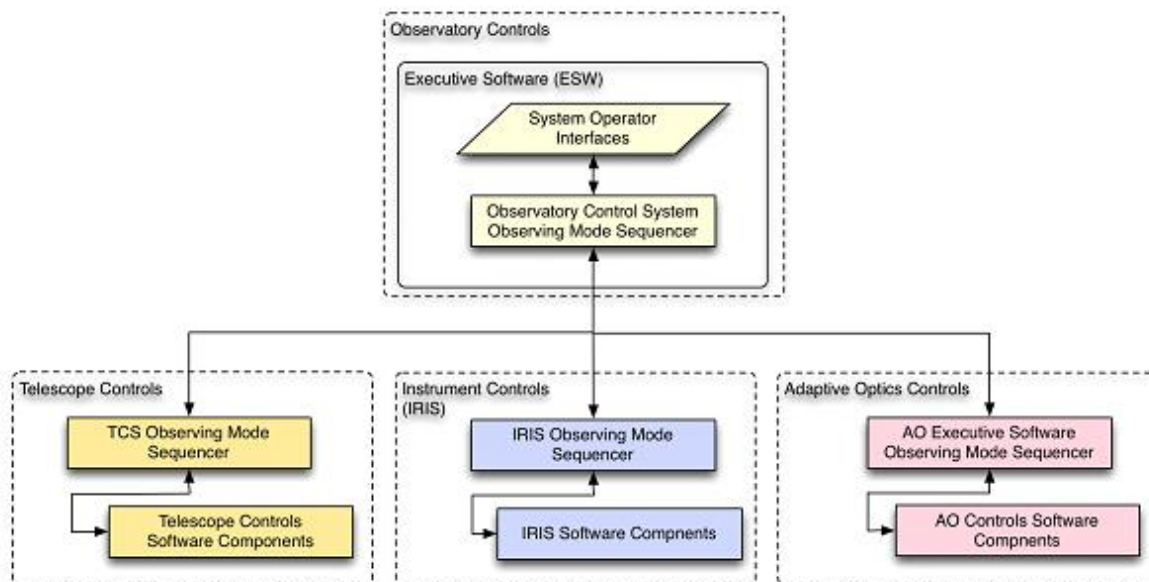 Observatory Controls
Executive Software (ESW)
System Operator
Interfaces
Observatory Control System
Observing Mode Sequencer
Telescope Controls
TCS Observing Mode
Sequencer
Telescope Controls
Software Components
Instrument Controls
(IRIS)
IRIS Observing Mode
Sequencer
IRIS Software Compnents
Adaptive Optics Controls
AO Executive Software
Observing Mode Sequencer
AO Controls Software
Compnents